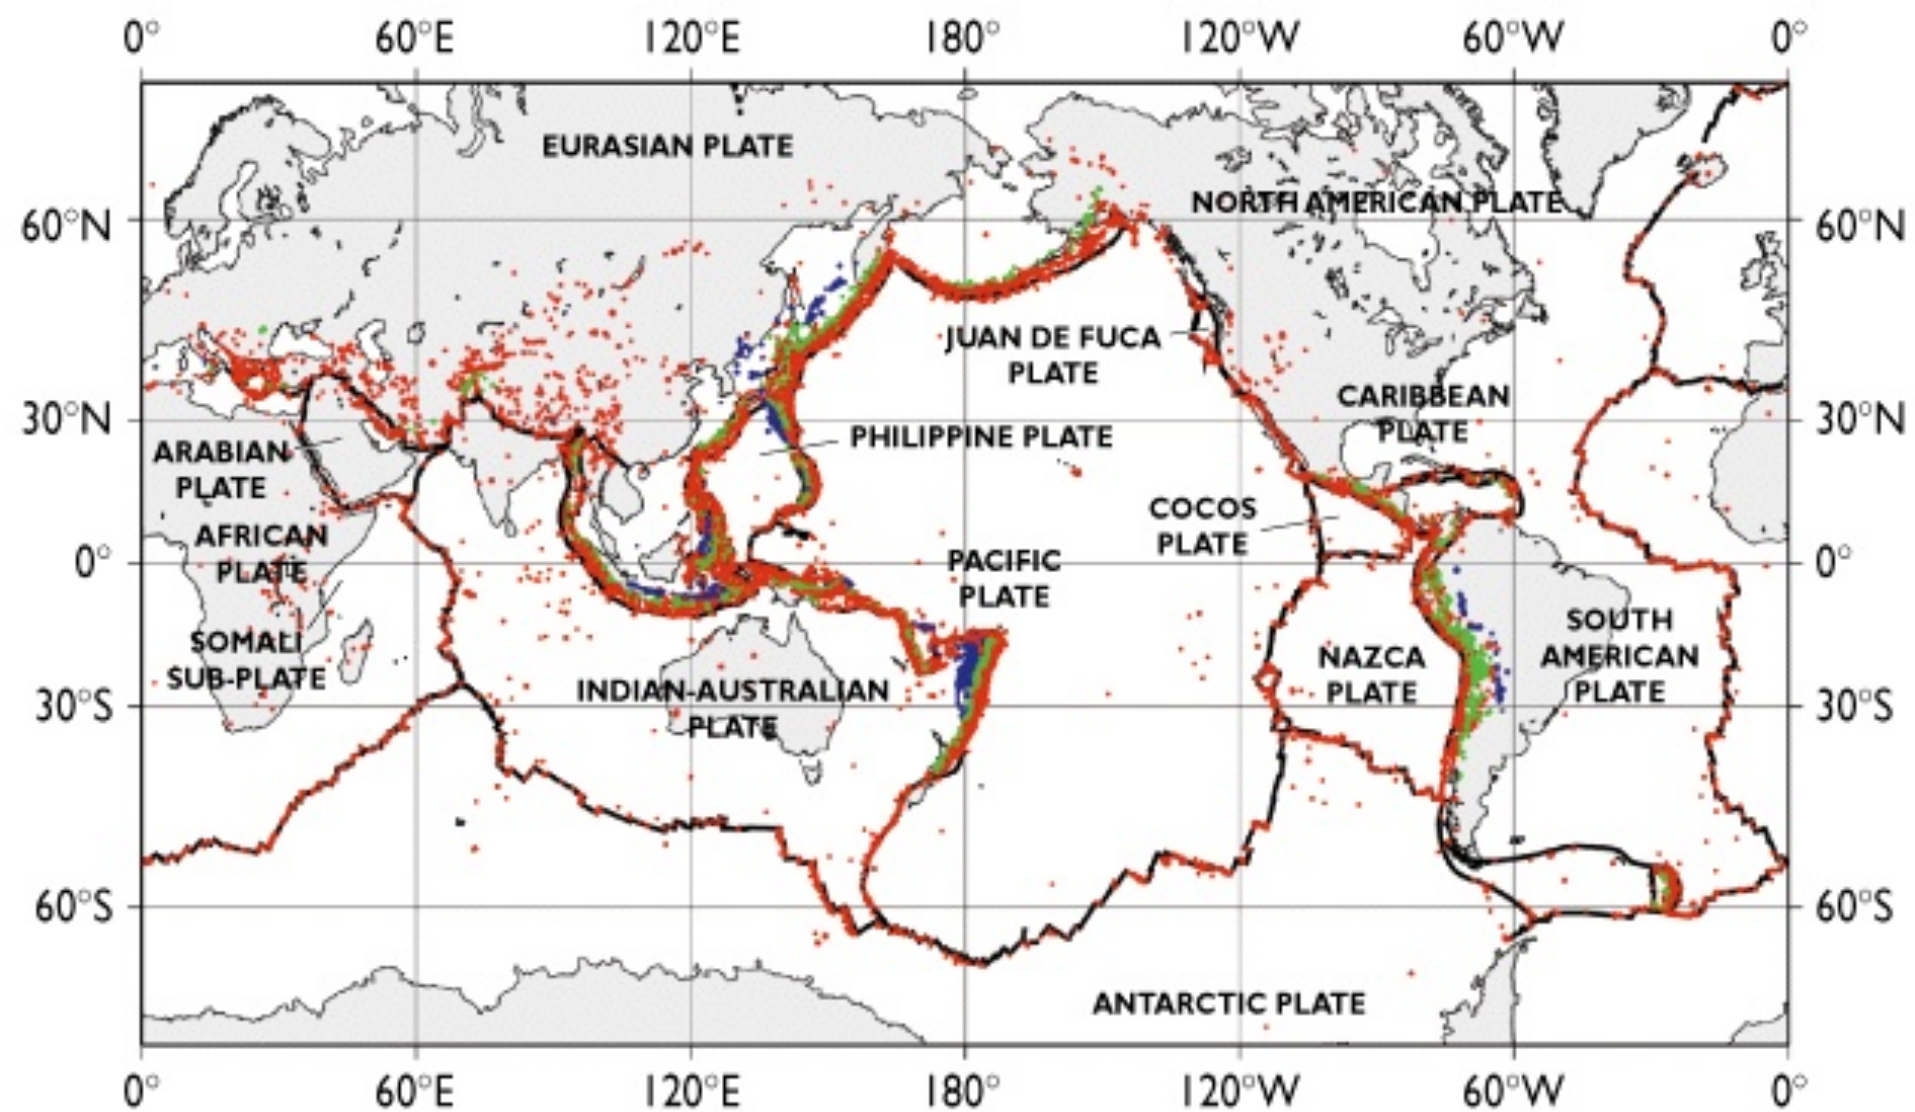 0° 60°E 120°E 180° 120°W 60°W 0°
EURASIAN PLATE
NORTH AMERICAN PLATE
60°N 60°N
JUAN DE FUCA
PLATE
CARIBBEAN
PLATE
30°N 30°N
PHILIPPINE PLATE
ARABIAN
PLATE
COCOS
PLATE
AFRICAN
PLATE
0° 0°
PACIFIC
PLATE
SOMALI
SUB-PLATE
SOUTH
AMERICAN
PLATE
NAZCA
PLATE
INDIAN-AUSTRALIAN
PLATE
30°S 30°S
60°S 60°S
ANTARCTIC PLATE
0° 60°E 120°E 180° 120°W 60°W 0°